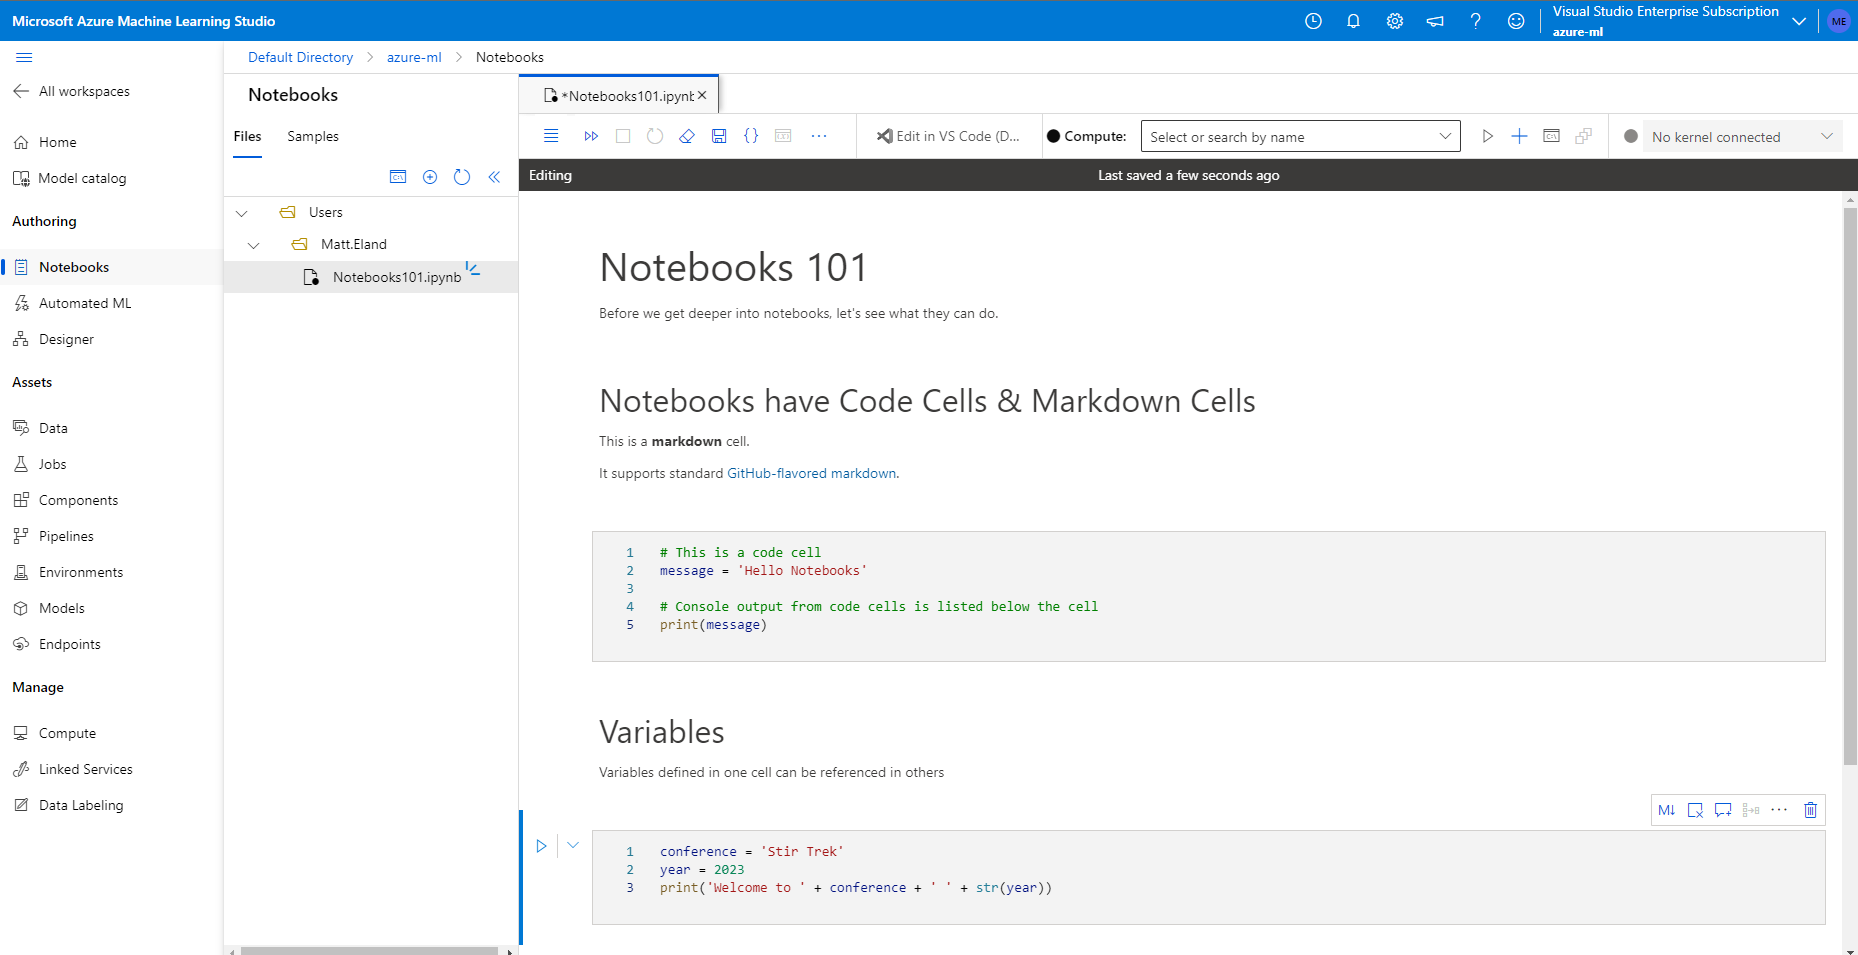 Microsoft Azure Machine Learning Studio
Visual Studio Enterprise Subscription
azure-ml
ME
Default Directory > azure-ml > Notebooks
All workspaces
Home
Model catalog
Authoring
Notebooks
Automated ML
Designer
Assets
Data
Jobs
Components
Pipelines
Environments
Models
Endpoints
Manage
Compute
Linked Services
Data Labeling
Notebooks
Files Samples
Users
Matt.Eland
Notebooks101.ipynb
*Notebooks101.ipynb
Edit in VS Code (D...
Compute:
Select or search by name
No kernel connected
Editing
Last saved a few seconds ago
Notebooks 101
Before we get deeper into notebooks, let's see what they can do.
Notebooks have Code Cells & Markdown Cells
This is a markdown cell.
It supports standard GitHub-flavored markdown.
1 # This is a code cell
2 message = 'Hello Notebooks'
3
4 # Console output from code cells is listed below the cell
5 print(message)
Variables
Variables defined in one cell can be referenced in others
M↓
1 conference = 'Stir Trek'
2 year = 2023
3 print('Welcome to ' + conference + ' ' + str(year))